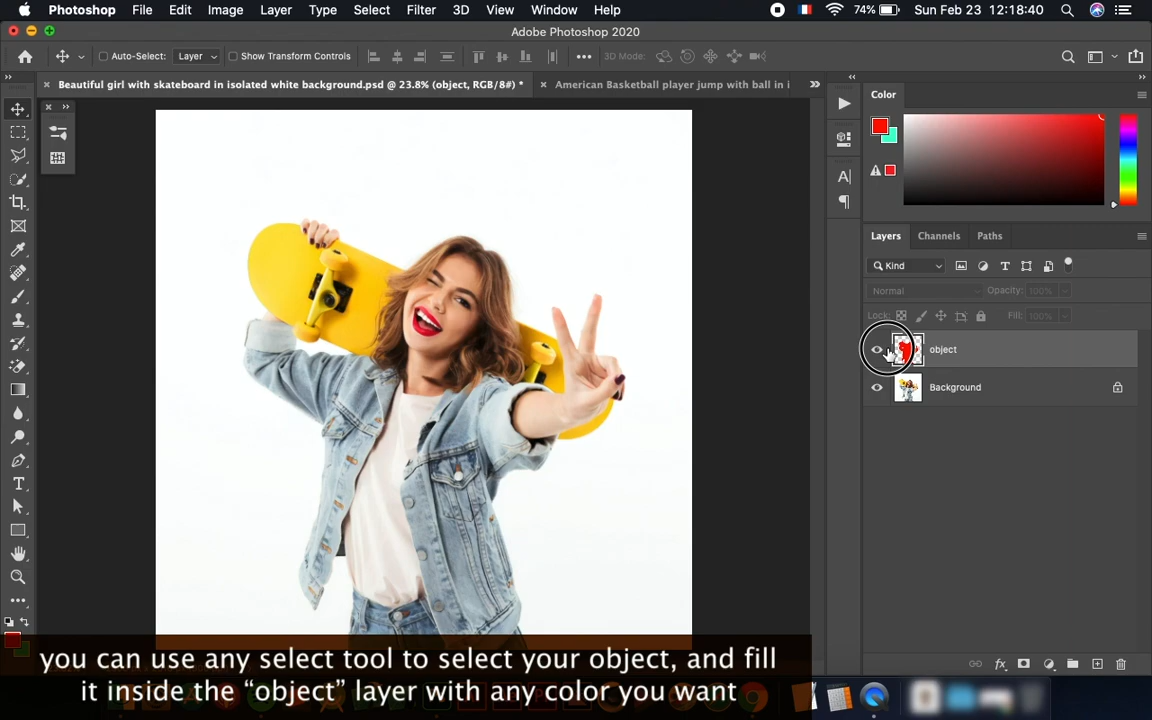 Photoshop File Edit Image Layer Type Select Filter 3D View Window Help 74% Sun Feb 23 12:18:40
Adobe Photoshop 2020
Auto-Select: Layer Show Transform Controls 3D Mode:
Beautiful girl with skateboard in isolated white background.psd @ 23.8% (object, RGB/8#) * American Basketball player jump with ball in i
Color
Layers Channels Paths
Kind
Normal Opacity: 100%
Lock: Fill: 100%
object
Background
you can use any select tool to select your object, and fill
it inside the “object” layer with any color you want